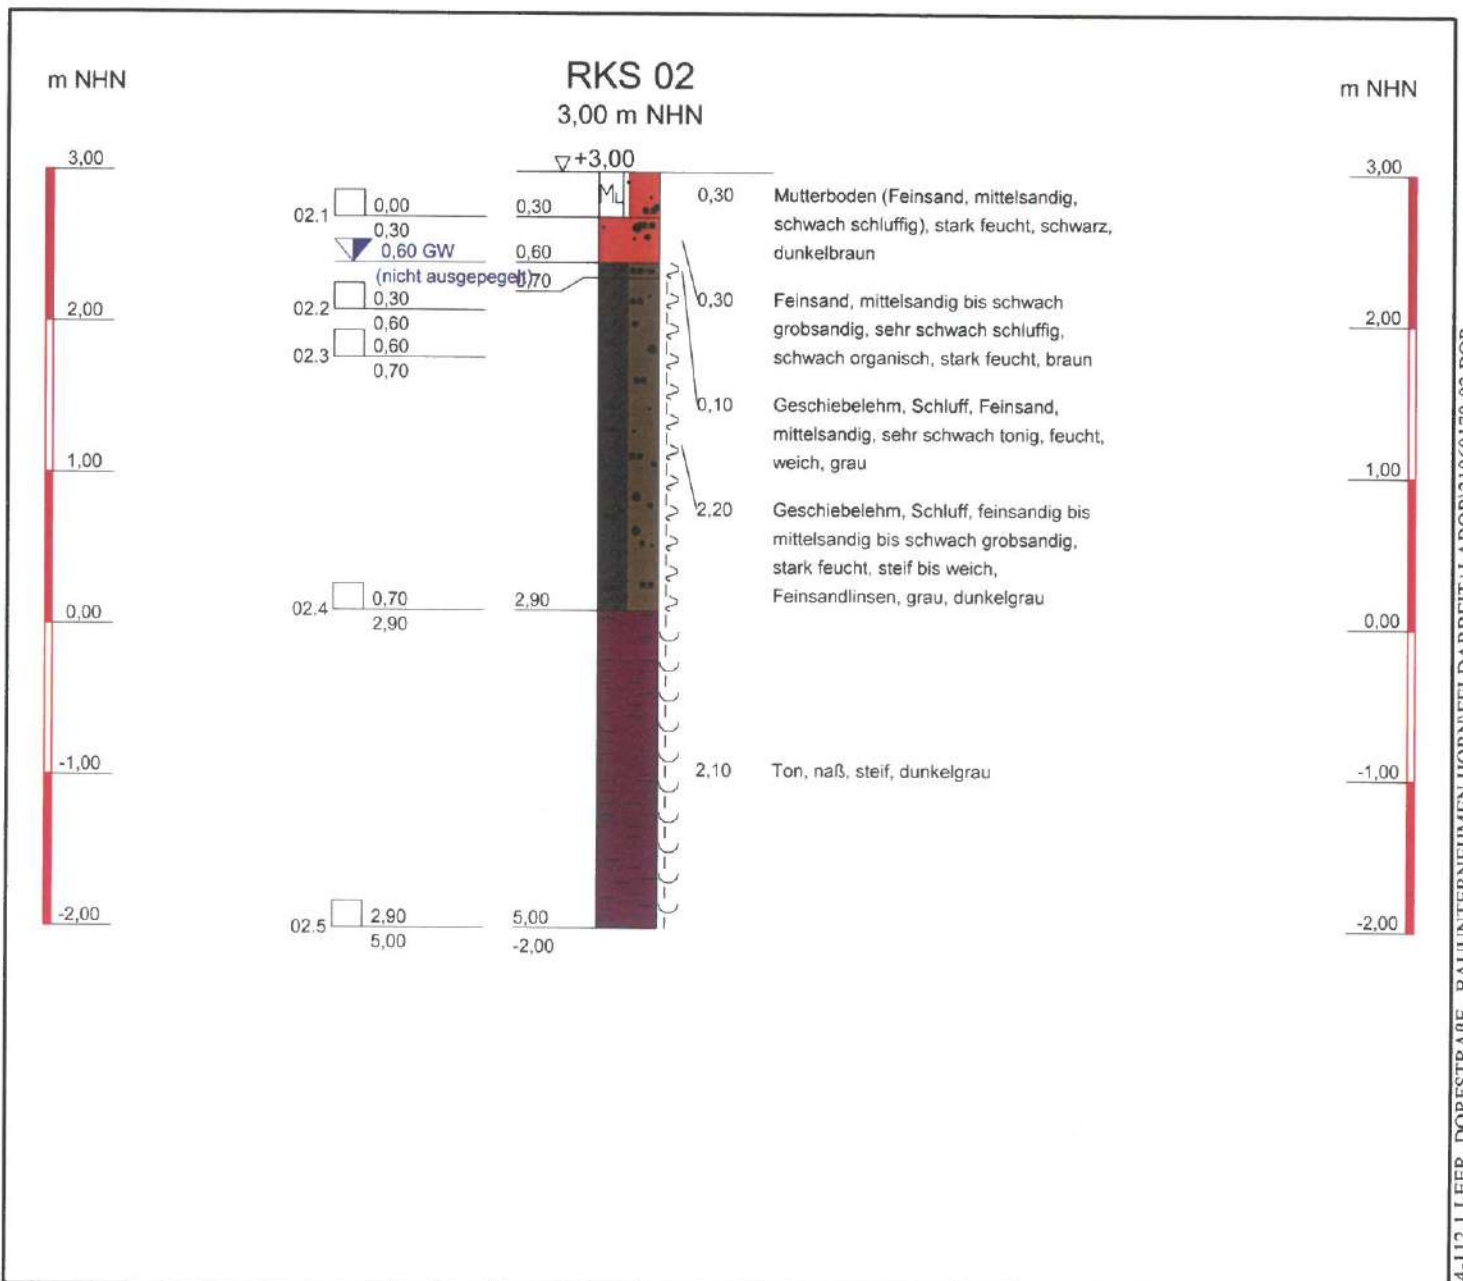 RKS 02
3,00 m NHN
m NHN
3,00
2,00
1,00
0,00
-1,00
-2,00
02.1
0,00
0,30
0,60 GW
(nicht ausgepegelt)
02.2
0,30
0,60
02.3
0,60
0,70
02.4
0,70
2,90
02.5
2,90
5,00
+3,00
Mu
0,30
0,60
0,70
2,90
5,00
-2,00
0,30
Mutterboden (Feinsand, mittelsandig,
schwach schluffig), stark feucht, schwarz,
dunkelbraun
0,30
Feinsand, mittelsandig bis schwach
grobsandig, sehr schwach schluffig,
schwach organisch, stark feucht, braun
0,10
Geschiebelehm, Schluff, Feinsand,
mittelsandig, sehr schwach tonig, feucht,
weich, grau
2,20
Geschiebelehm, Schluff, feinsandig bis
mittelsandig bis schwach grobsandig,
stark feucht, steif bis weich,
Feinsandlinsen, grau, dunkelgrau
2,10
Ton, naß, steif, dunkelgrau
m NHN
3,00
2,00
1,00
0,00
-1,00
-2,00
LEER, DORFSTRAßE - BAUUNTERNEHMEN HORN\FELDARBEIT\